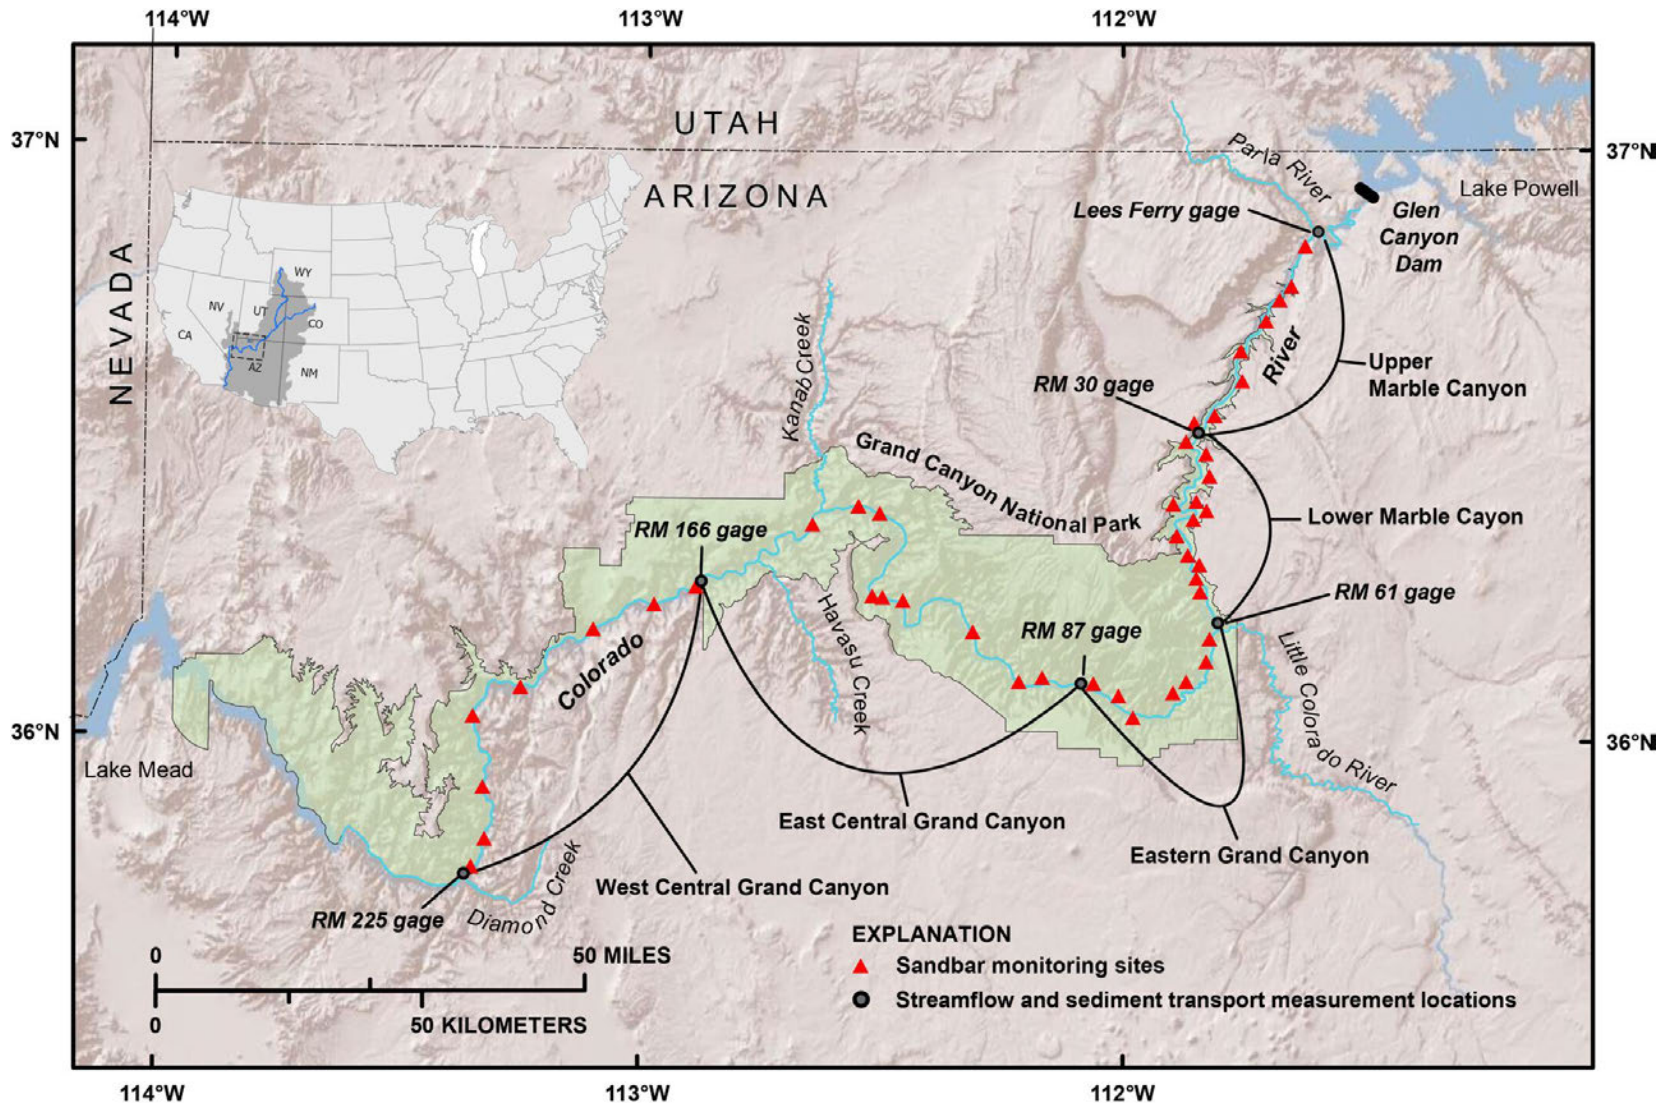 114°W
113°W
112°W
37°N
37°N
UTAH
ARIZONA
NEVADA
Paria River
Lake Powell
Lees Ferry gage
Glen
Canyon
Dam
WY
NV
UT
CO
CA
AZ
NM
Kanab Creek
River
Upper
Marble Canyon
RM 30 gage
Grand Canyon National Park
Lower Marble Cayon
RM 166 gage
RM 61 gage
Havasu Creek
RM 87 gage
Little Colorado River
Colorado
36°N
36°N
Lake Mead
East Central Grand Canyon
Eastern Grand Canyon
West Central Grand Canyon
RM 225 gage
Diamond Creek
EXPLANATION
Sandbar monitoring sites
Streamflow and sediment transport measurement locations
0
50 MILES
0
50 KILOMETERS
114°W
113°W
112°W